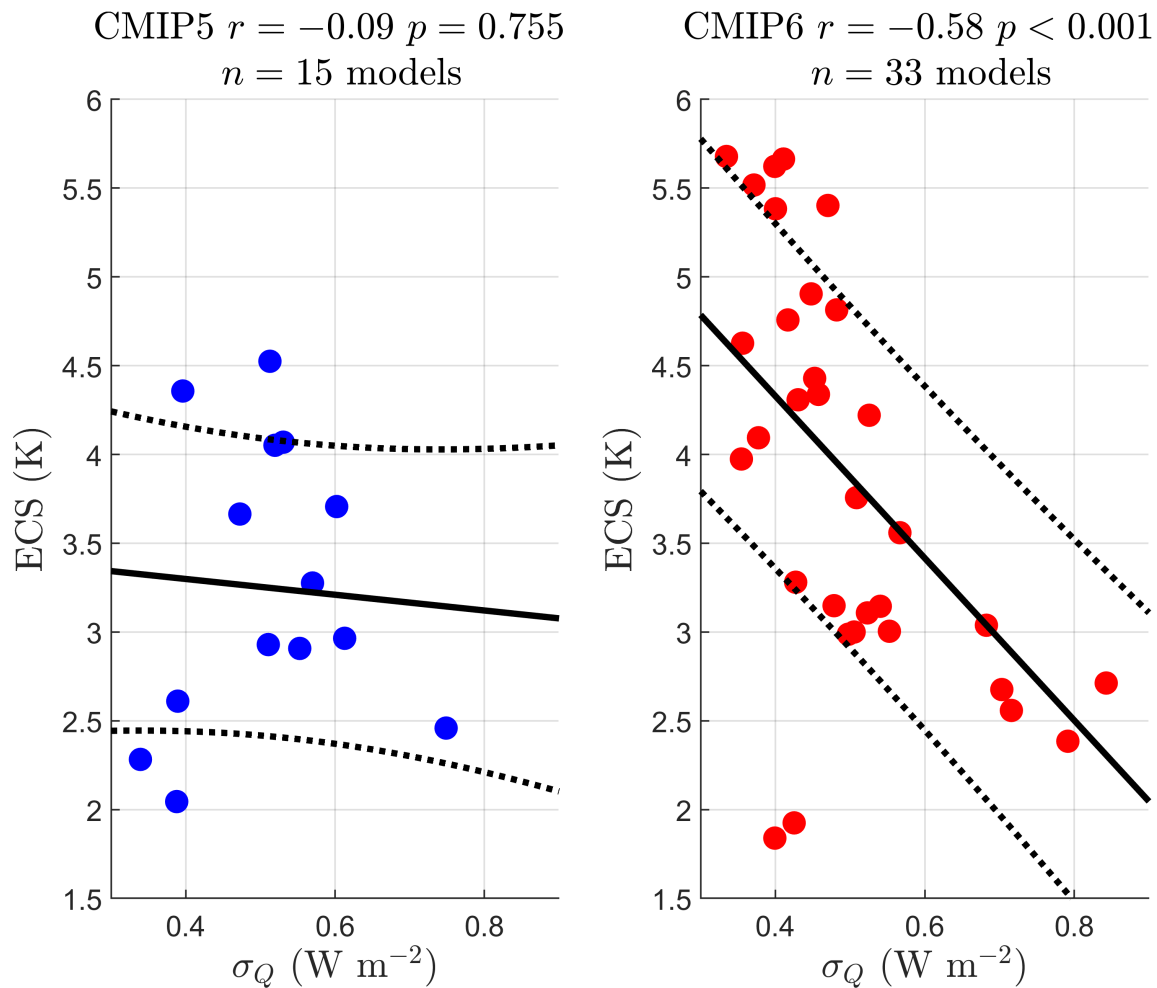 CMIP5 r = −0.09 p = 0.755
n = 15 models
6
5.5
5
4.5
4
3.5
3
2.5
2
1.5
0.4 0.6 0.8
ECS (K)
σ_Q (W m⁻²)
CMIP6 r = −0.58 p < 0.001
n = 33 models
6
5.5
5
4.5
4
3.5
3
2.5
2
1.5
0.4 0.6 0.8
ECS (K)
σ_Q (W m⁻²)